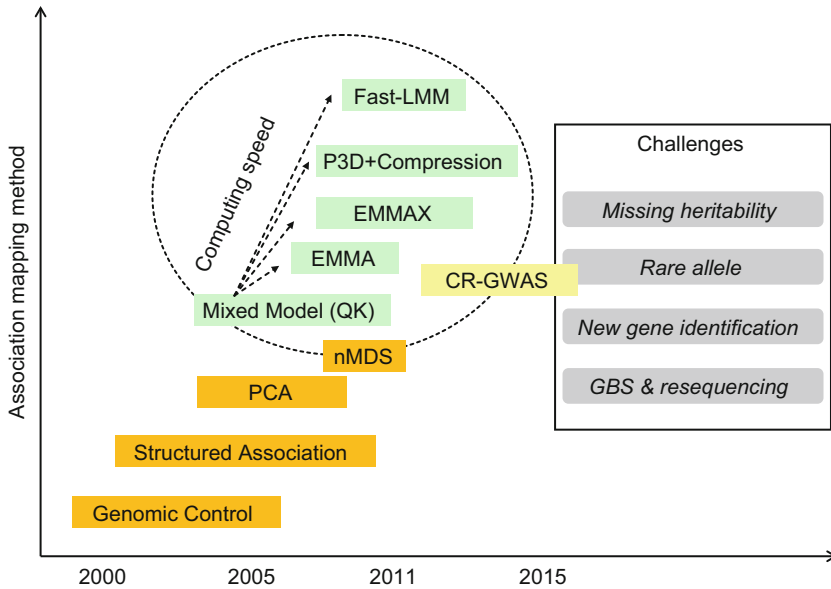 Association mapping method
Computing speed
Fast-LMM
P3D+Compression
EMMAX
EMMA
Mixed Model (QK)
CR-GWAS
nMDS
PCA
Structured Association
Genomic Control
Challenges
Missing heritability
Rare allele
New gene identification
GBS & resequencing
2000
2005
2011
2015